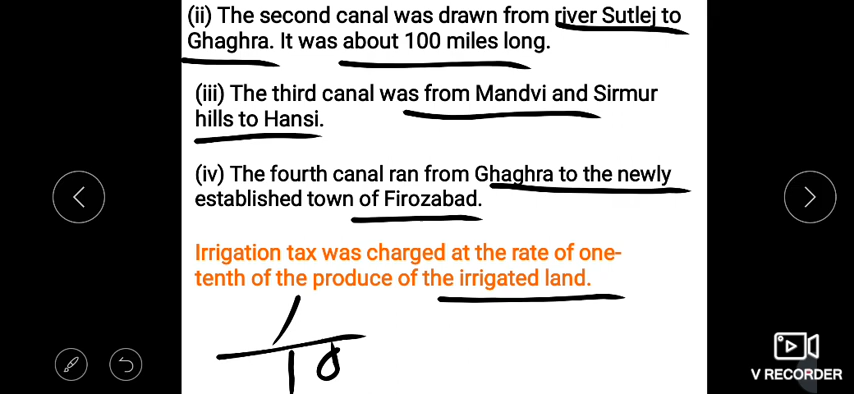 (ii) The second canal was drawn from river Sutlej to
Ghaghra. It was about 100 miles long.
(iii) The third canal was from Mandvi and Sirmur
hills to Hansi.
(iv) The fourth canal ran from Ghaghra to the newly
established town of Firozabad.
Irrigation tax was charged at the rate of one-
tenth of the produce of the irrigated land.
1
10
V RECORDER